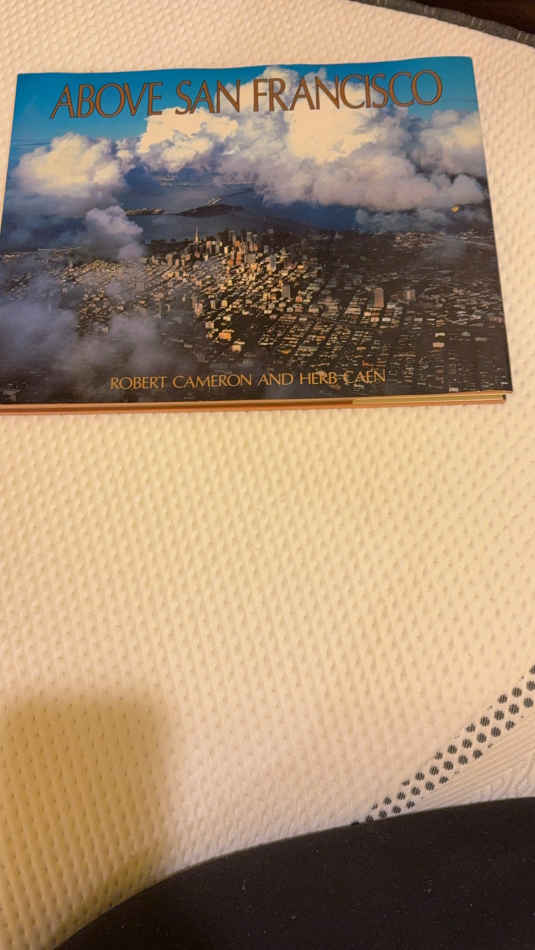 ABOVE SAN FRANCISCO
ROBERT CAMERON AND HERB CAEN